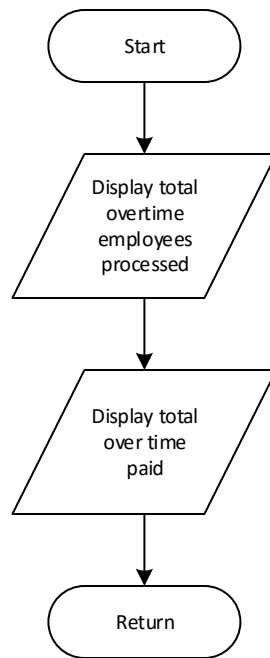 Start
Display total
overtime
employees
processed
Display total
over time
paid
Return